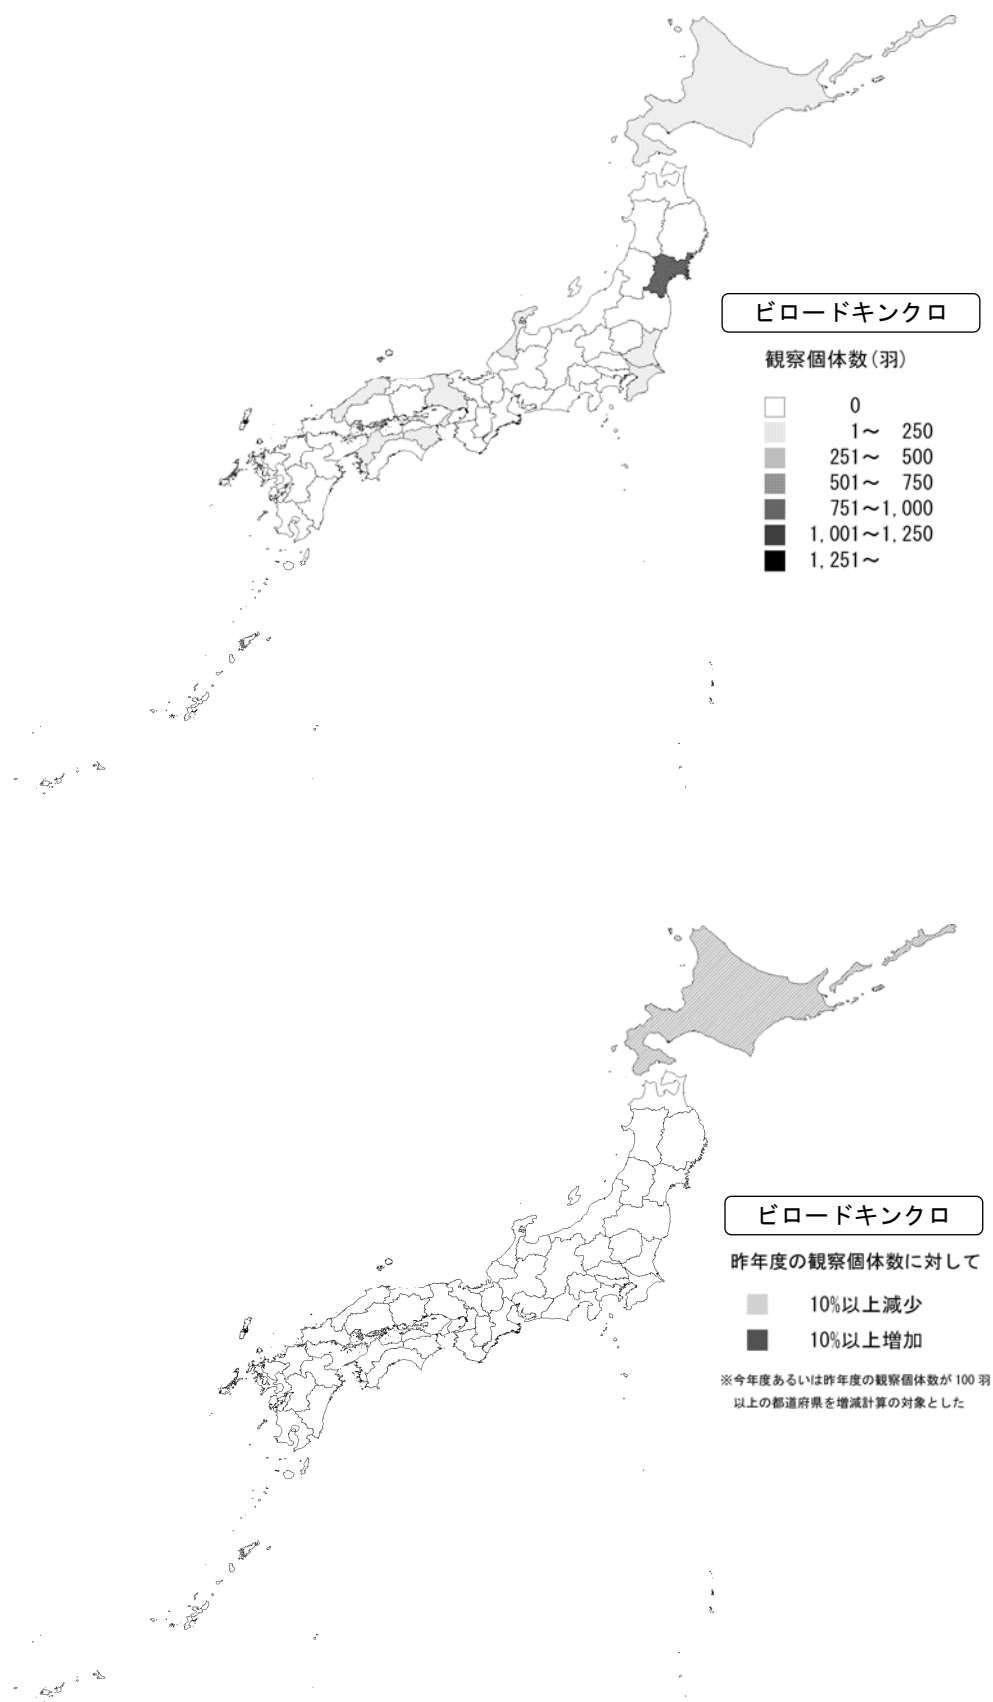 ビロードキンクロ
観察個体数(羽)
0
1～ 250
251～ 500
501～ 750
751～1,000
1,001～1,250
1,251～
ビロードキンクロ
昨年度の観察個体数に対して
10%以上減少
10%以上増加
※今年度あるいは昨年度の観察個体数が100羽
以上の都道府県を増減計算の対象とした